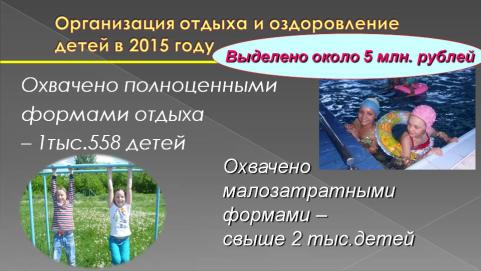 Организация отдыха и оздоровление
детей в 2015 году
Выделено около 5 млн. рублей
Охвачено полноценными
формами отдыха
– 1тыс.558 детей
Охвачено
малозатратными
формами –
свыше 2 тыс.детей